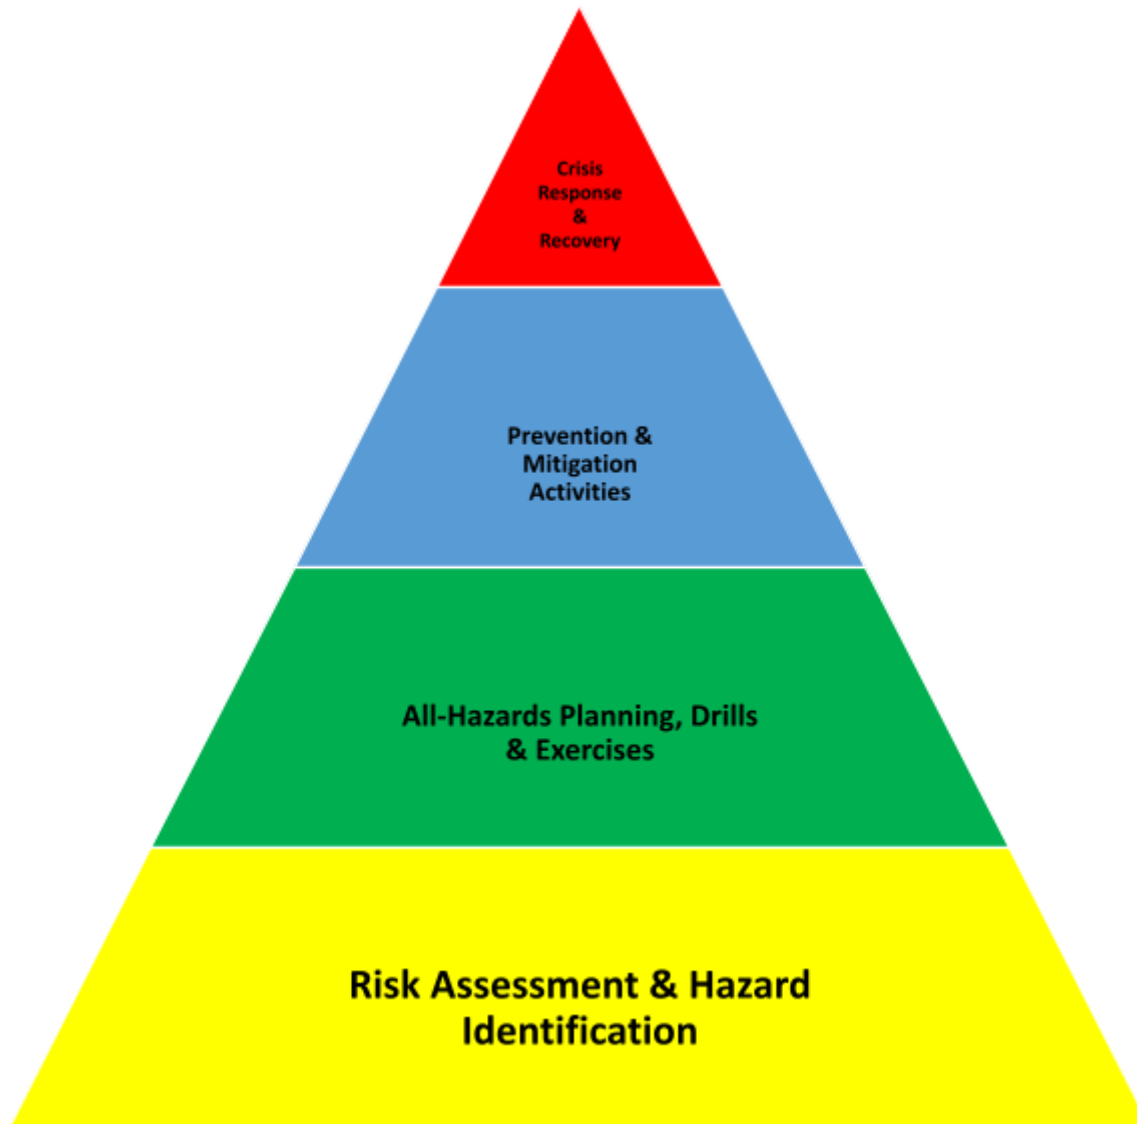 Crisis
Response
&
Recovery
Prevention &
Mitigation
Activities
All-Hazards Planning, Drills
& Exercises
Risk Assessment & Hazard
Identification